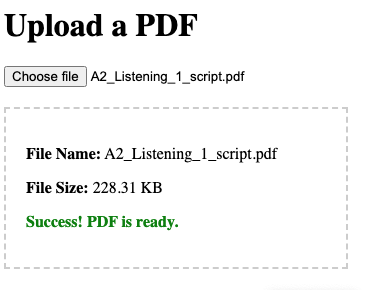 Upload a PDF
Choose file A2_Listening_1_script.pdf
File Name: A2_Listening_1_script.pdf
File Size: 228.31 KB
Success! PDF is ready.